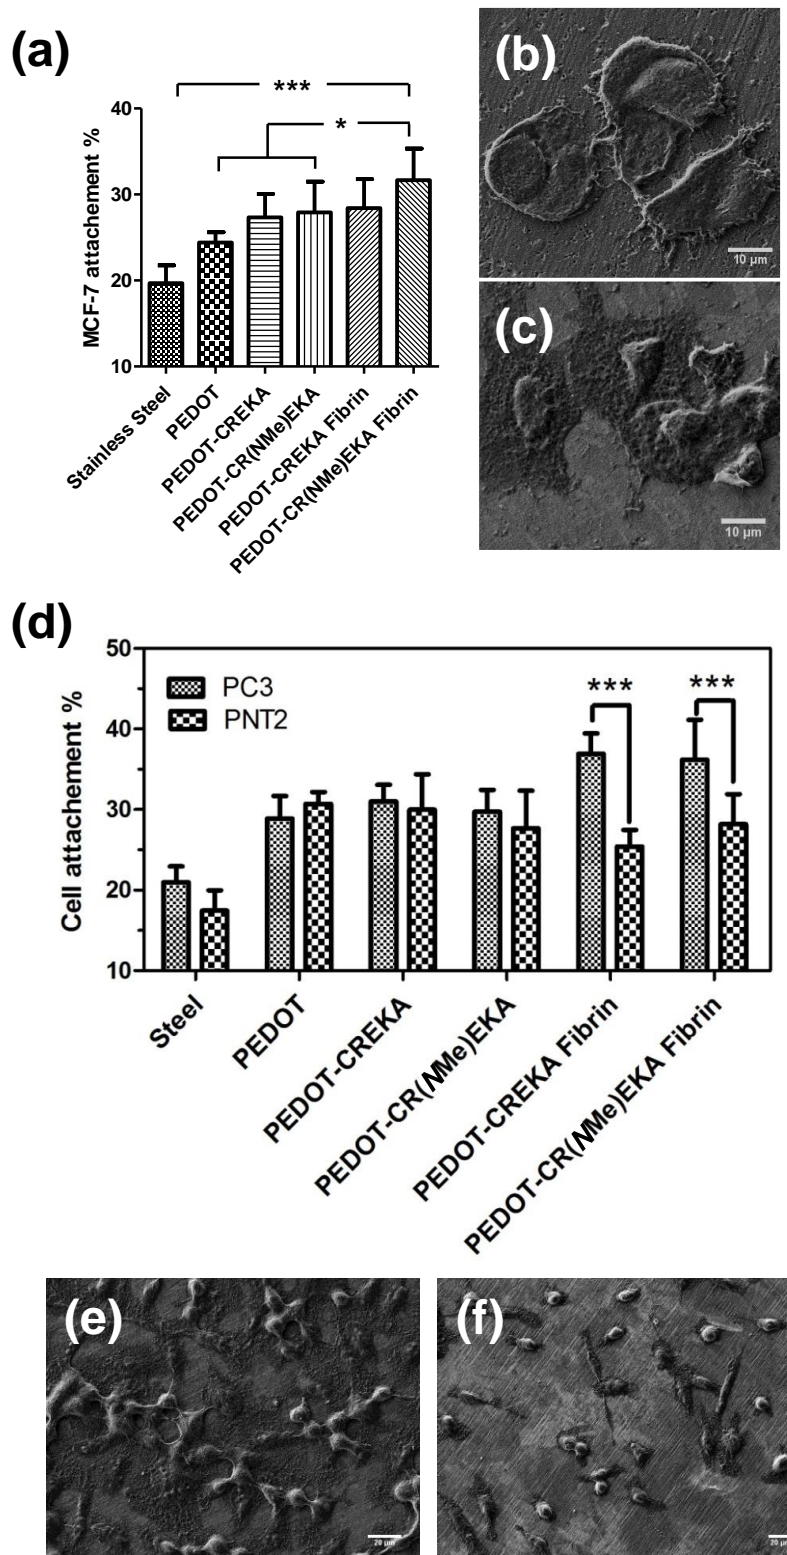 (a)
***
*
40
30
20
10
MCF-7 attachement %
Stainless Steel
PEDOT
PEDOT-CREKA
PEDOT-CR(NMe)EKA
PEDOT-CREKA Fibrin
PEDOT-CR(NMe)EKA Fibrin
(b)
10 µm
(c)
10 µm
(d)
50
40
30
20
10
Cell attachement %
PC3
PNT2
***
***
Steel
PEDOT
PEDOT-CREKA
PEDOT-CR(NMe)EKA
PEDOT-CREKA Fibrin
PEDOT-CR(NMe)EKA Fibrin
(e)
20 µm
(f)
20 µm